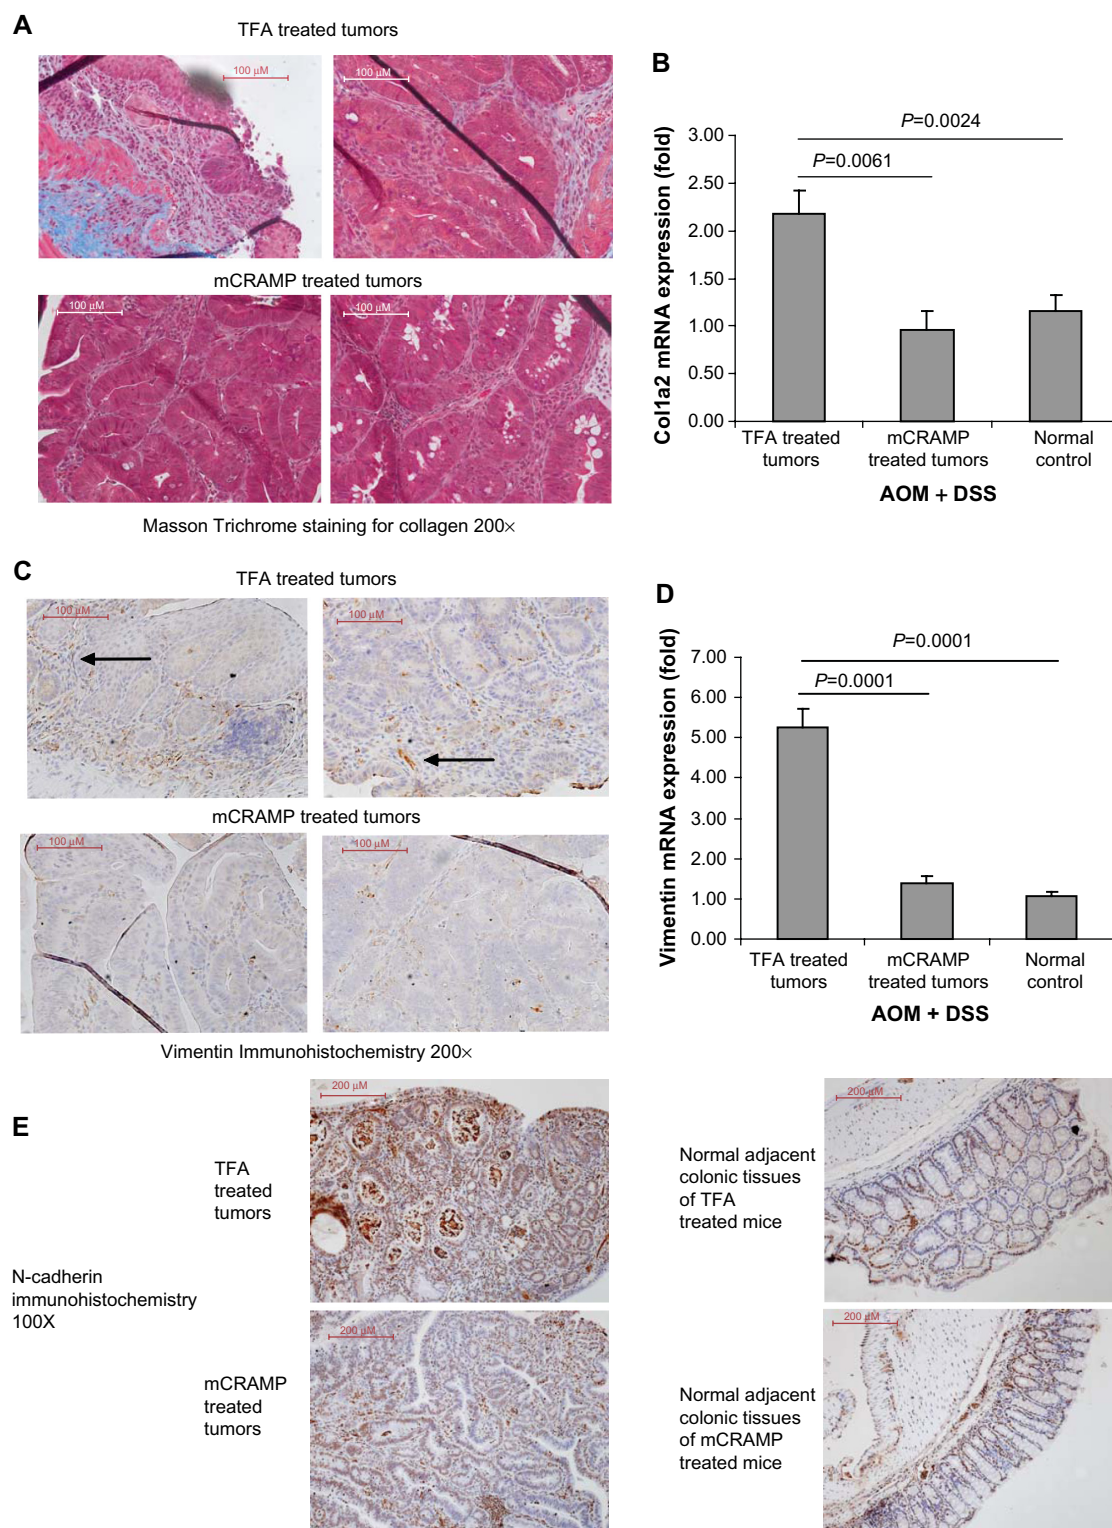 A
TFA treated tumors
100 µM
100 µM
mCRAMP treated tumors
100 µM
100 µM
Masson Trichrome staining for collagen 200×
B
Col1a2 mRNA expression (fold)
3.00
2.50
2.00
1.50
1.00
0.50
0.00
P=0.0024
P=0.0061
TFA treated
tumors
mCRAMP
treated tumors
Normal
control
AOM + DSS
C
TFA treated tumors
100 µM
100 µM
mCRAMP treated tumors
100 µM
100 µM
Vimentin Immunohistochemistry 200×
D
Vimentin mRNA expression (fold)
7.00
6.00
5.00
4.00
3.00
2.00
1.00
0.00
P=0.0001
P=0.0001
TFA treated
tumors
mCRAMP
treated tumors
Normal
control
AOM + DSS
E
N-cadherin
immunohistochemistry
100X
TFA
treated
tumors
200 µM
mCRAMP
treated
tumors
200 µM
Normal adjacent
colonic tissues
of TFA
treated mice
200 µM
Normal adjacent
colonic tissues
of mCRAMP
treated mice
200 µM